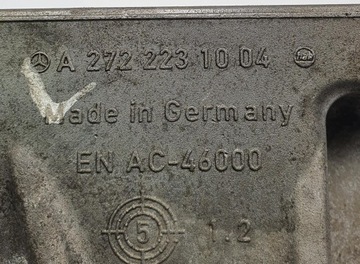 A 272 223 10 04
Made in Germany
EN AC-46000
5 1.2